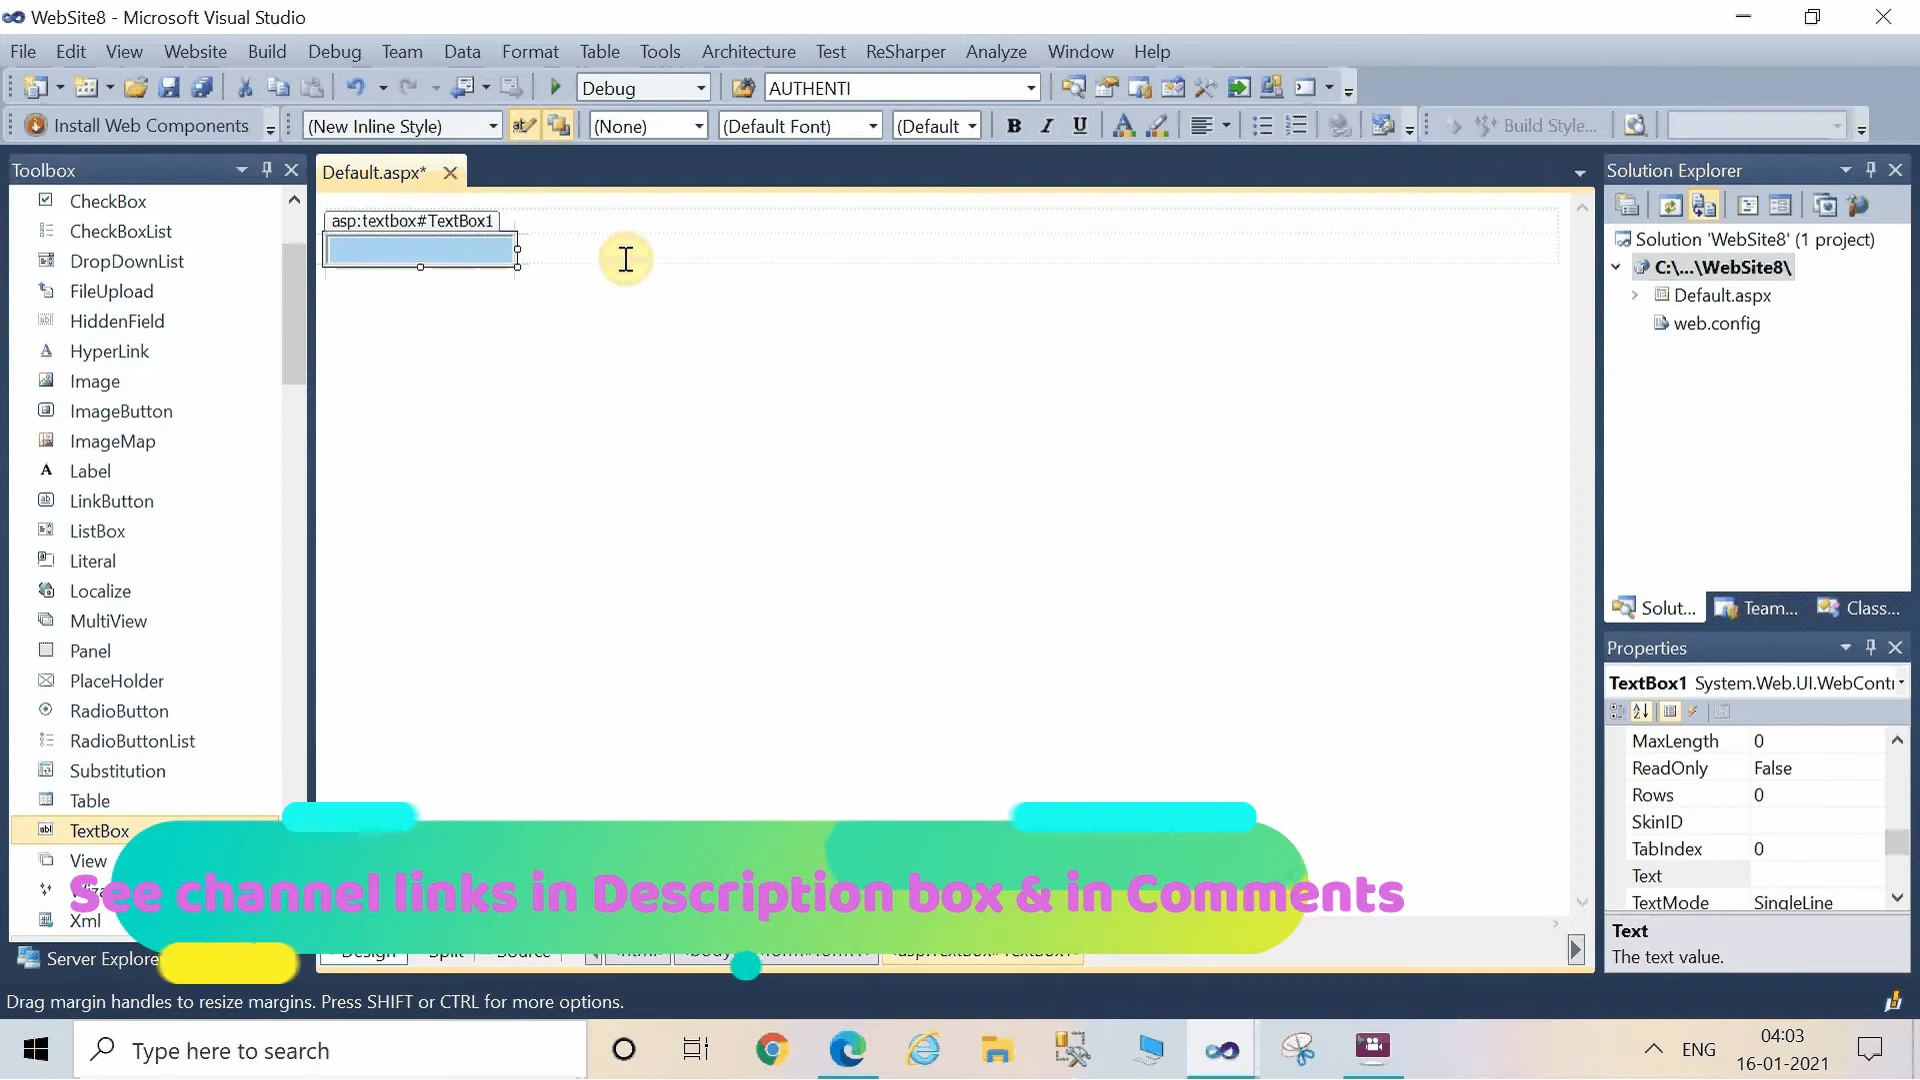 WebSite8 - Microsoft Visual Studio
File Edit View Website Build Debug Team Data Format Table Tools Architecture Test ReSharper Analyze Window Help
Debug AUTHENTI
Install Web Components (New Inline Style) (None) (Default Font) (Default B I U A Build Style...
Toolbox
CheckBox
CheckBoxList
DropDownList
FileUpload
HiddenField
HyperLink
Image
ImageButton
ImageMap
Label
LinkButton
ListBox
Literal
Localize
MultiView
Panel
PlaceHolder
RadioButton
RadioButtonList
Substitution
Table
TextBox
View
Xml
Server Explore
Default.aspx*
asp:textbox#TextBox1
See channel links in Description box & in Comments
Solution Explorer
Solution 'WebSite8' (1 project)
C:\...\WebSite8\
Default.aspx
web.config
Solut... Team... Class...
Properties
TextBox1 System.Web.UI.WebContr
MaxLength 0
ReadOnly False
Rows 0
SkinID
TabIndex 0
Text
TextMode SingleLine
Text
The text value.
Drag margin handles to resize margins. Press SHIFT or CTRL for more options.
Type here to search
ENG
04:03
16-01-2021